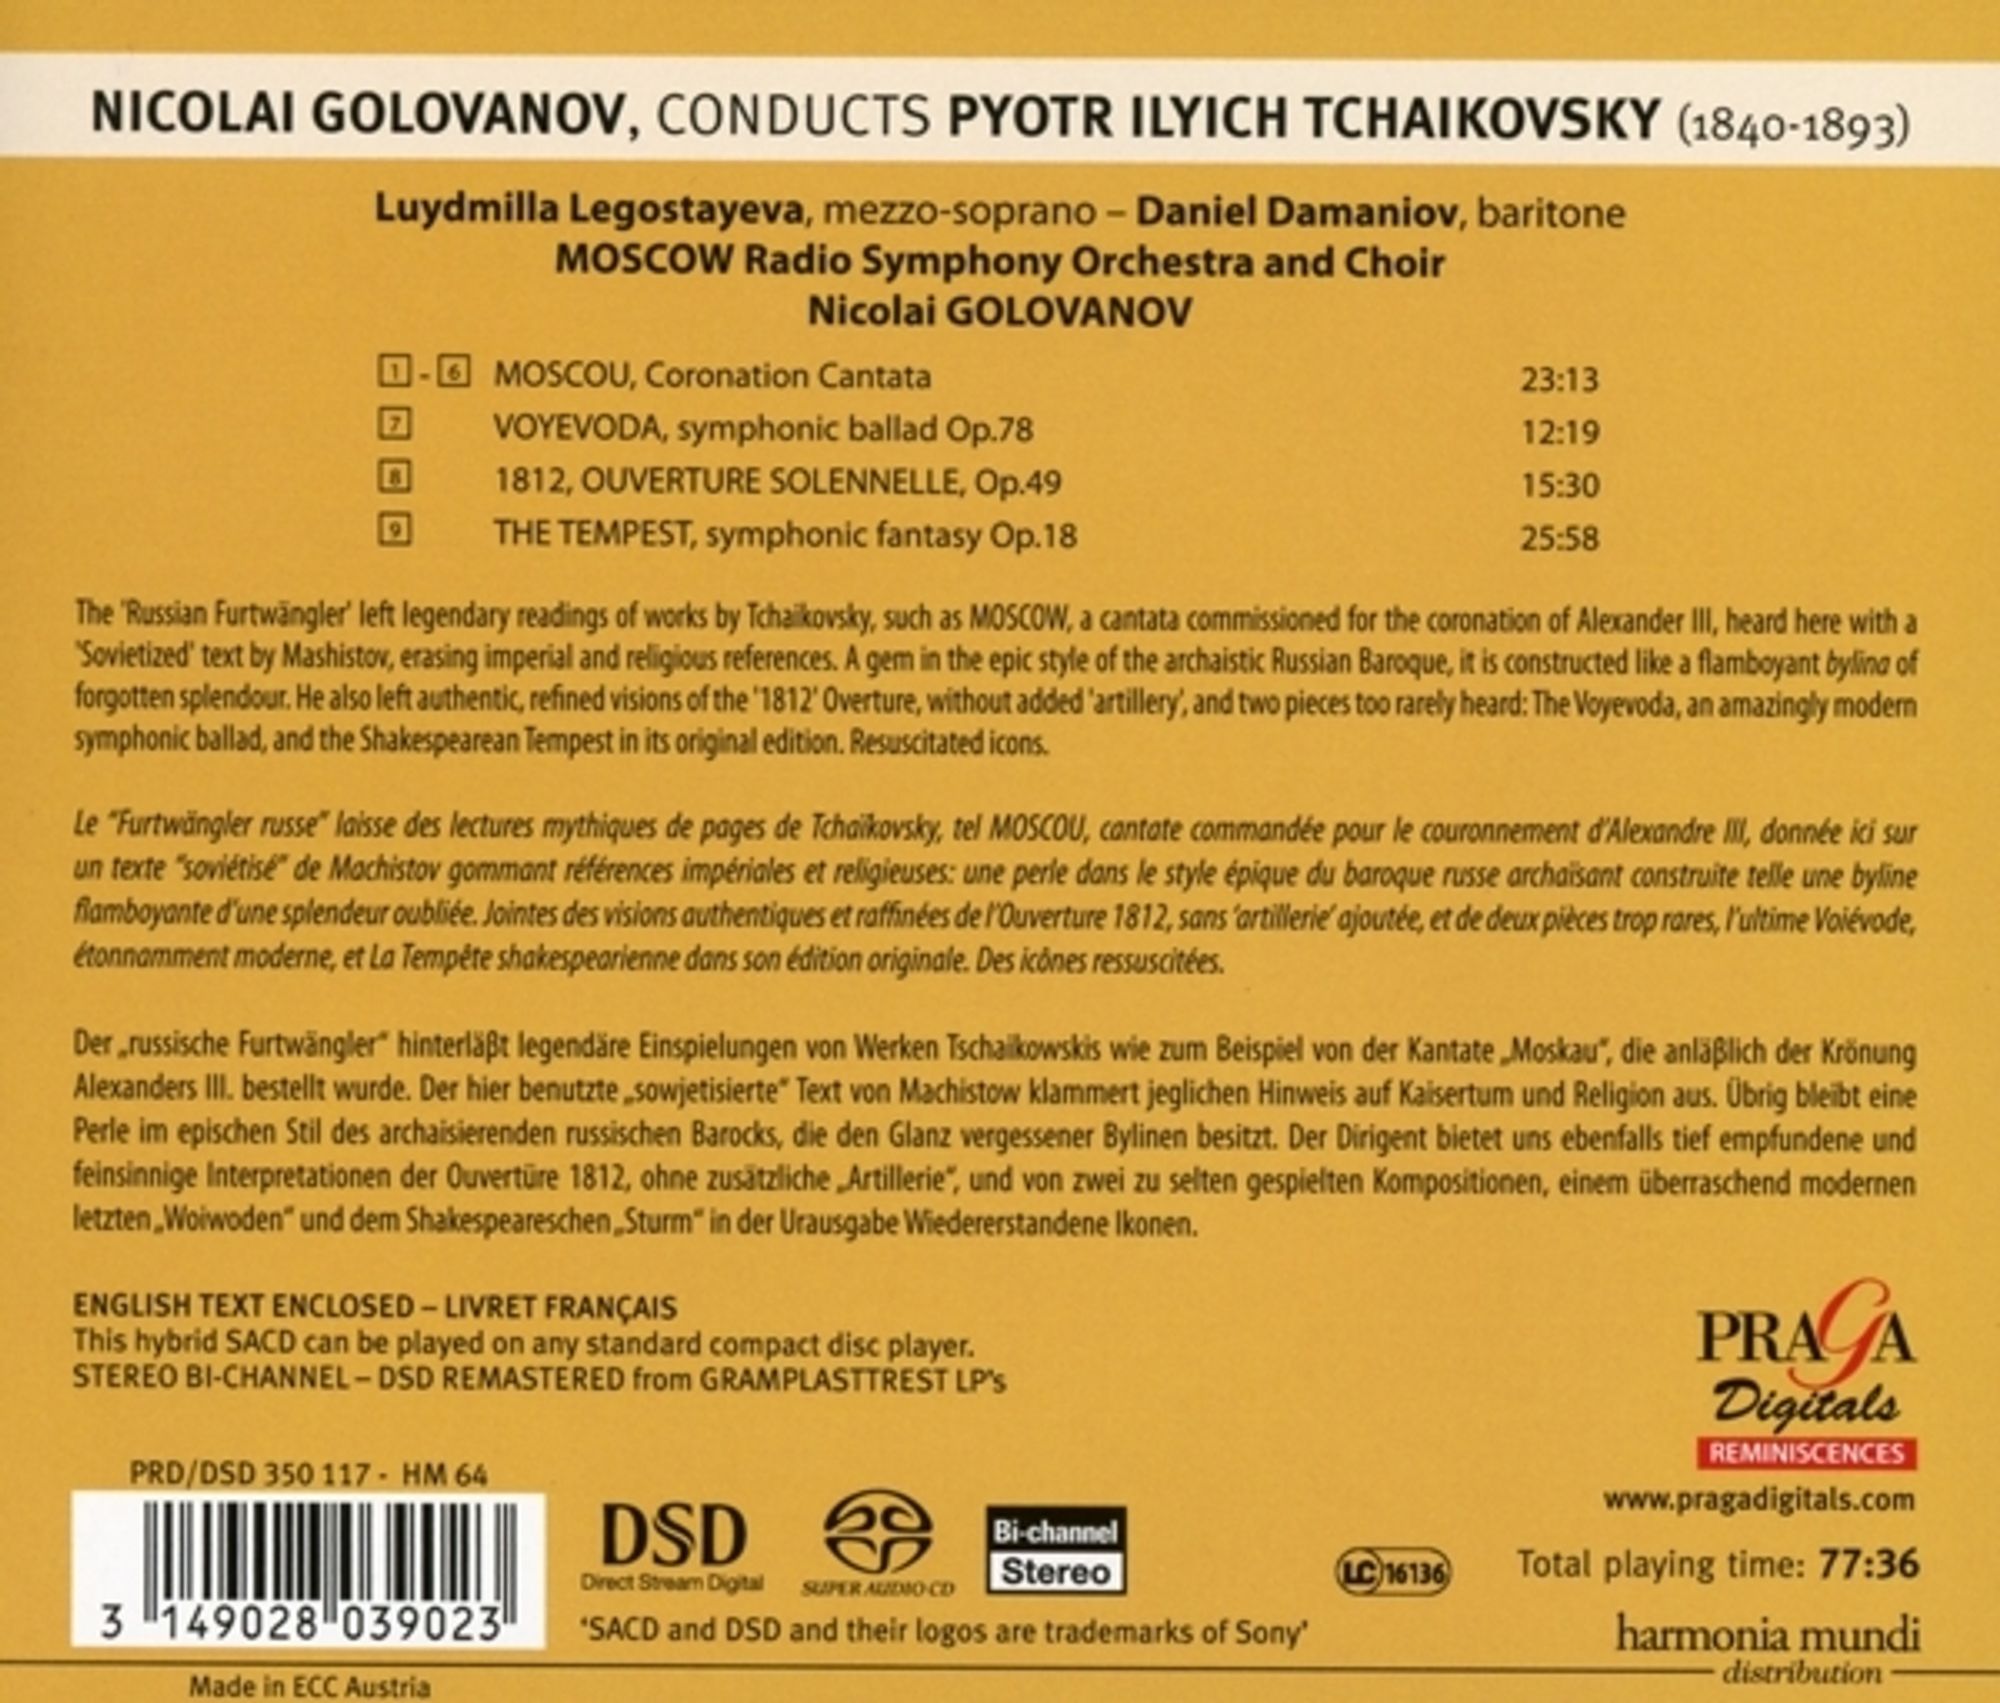 NICOLAI GOLOVANOV, CONDUCTS PYOTR ILYICH TCHAIKOVSKY (1840-1893)
Luydmilla Legostayeva, mezzo-soprano – Daniel Damaniov, baritone
MOSCOW Radio Symphony Orchestra and Choir
Nicolai GOLOVANOV
1 - 6 MOSCOU, Coronation Cantata 23:13
7 VOYEVODA, symphonic ballad Op.78 12:19
8 1812, OUVERTURE SOLENNELLE, Op.49 15:30
9 THE TEMPEST, symphonic fantasy Op.18 25:58
The 'Russian Furtwängler' left legendary readings of works by Tchaikovsky, such as MOSCOW, a cantata commissioned for the coronation of Alexander III, heard here with a
'Sovietized' text by Mashistov, erasing imperial and religious references. A gem in the epic style of the archaistic Russian Baroque, it is constructed like a flamboyant bylina of
forgotten splendour. He also left authentic, refined visions of the '1812' Overture, without added 'artillery', and two pieces too rarely heard: The Voyevoda, an amazingly modern
symphonic ballad, and the Shakespearean Tempest in its original edition. Resuscitated icons.
Le "Furtwängler russe" laisse des lectures mythiques de pages de Tchaïkovsky, tel MOSCOU, cantate commandée pour le couronnement d'Alexandre III, donnée ici sur
un texte "soviétisé" de Machistov gommant références impériales et religieuses: une perle dans le style épique du baroque russe archaïsant construite telle une byline
flamboyante d'une splendeur oubliée. Jointes des visions authentiques et raffinées de l'Ouverture 1812, sans 'artillerie' ajoutée, et de deux pièces trop rares, l'ultime Voiévode,
étonnamment moderne, et La Tempête shakespearienne dans son édition originale. Des icônes ressuscitées.
Der „russische Furtwängler“ hinterläßt legendäre Einspielungen von Werken Tschaikowskis wie zum Beispiel von der Kantate „Moskau“, die anläßlich der Krönung
Alexanders III. bestellt wurde. Der hier benutzte „sowjetisierte“ Text von Machistow klammert jeglichen Hinweis auf Kaisertum und Religion aus. Übrig bleibt eine
Perle im epischen Stil des archaisierenden russischen Barocks, die den Glanz vergessener Bylinen besitzt. Der Dirigent bietet uns ebenfalls tief empfundene und
feinsinnige Interpretationen der Ouvertüre 1812, ohne zusätzliche „Artillerie“, und von zwei zu selten gespielten Kompositionen, einem überraschend modernen
letzten „Woiwoden“ und dem Shakespeareschen „Sturm“ in der Urausgabe Wiedererstandene Ikonen.
ENGLISH TEXT ENCLOSED – LIVRET FRANÇAIS
This hybrid SACD can be played on any standard compact disc player.
STEREO BI-CHANNEL – DSD REMASTERED from GRAMPLASTTREST LP's
PRAGA
Digitals
REMINISCENCES
www.pragadigitals.com
PRD/DSD 350 117 - HM 64
3 149028 039023
DSD
Direct Stream Digital
SUPER AUDIO CD
Bi-channel
Stereo
LC 16136
Total playing time: 77:36
'SACD and DSD and their logos are trademarks of Sony'
harmonia mundi
distribution
Made in ECC Austria